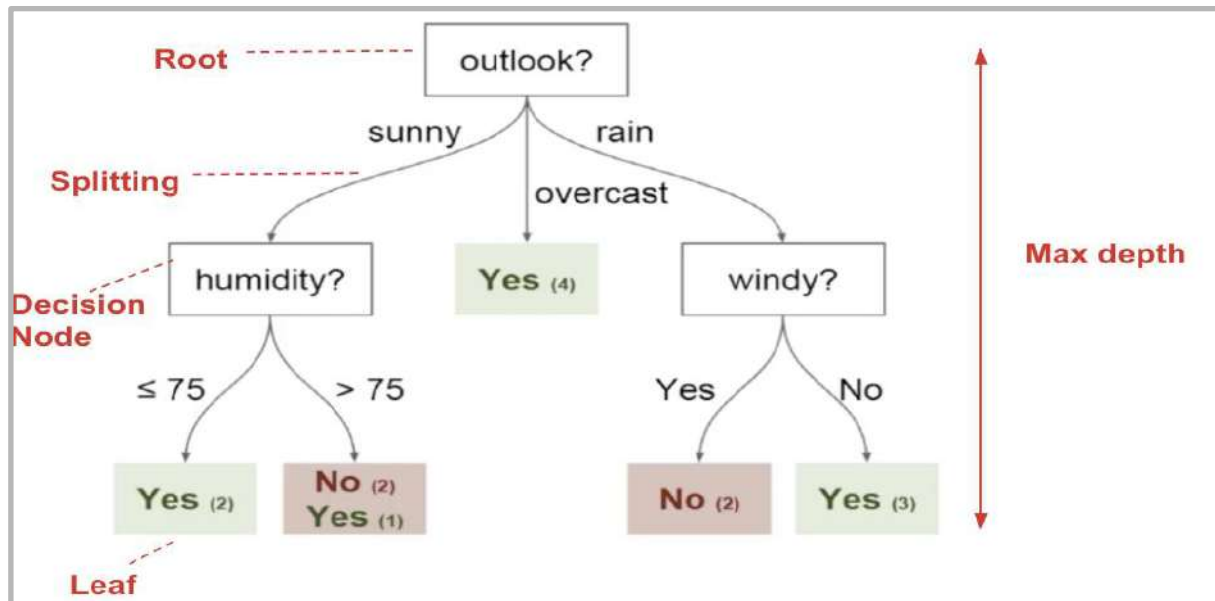 Root
outlook?
sunny
rain
Splitting
overcast
humidity?
Yes (4)
windy?
Max depth
Decision
Node
≤ 75
> 75
Yes
No
Yes (2)
No (2)
Yes (1)
No (2)
Yes (3)
Leaf